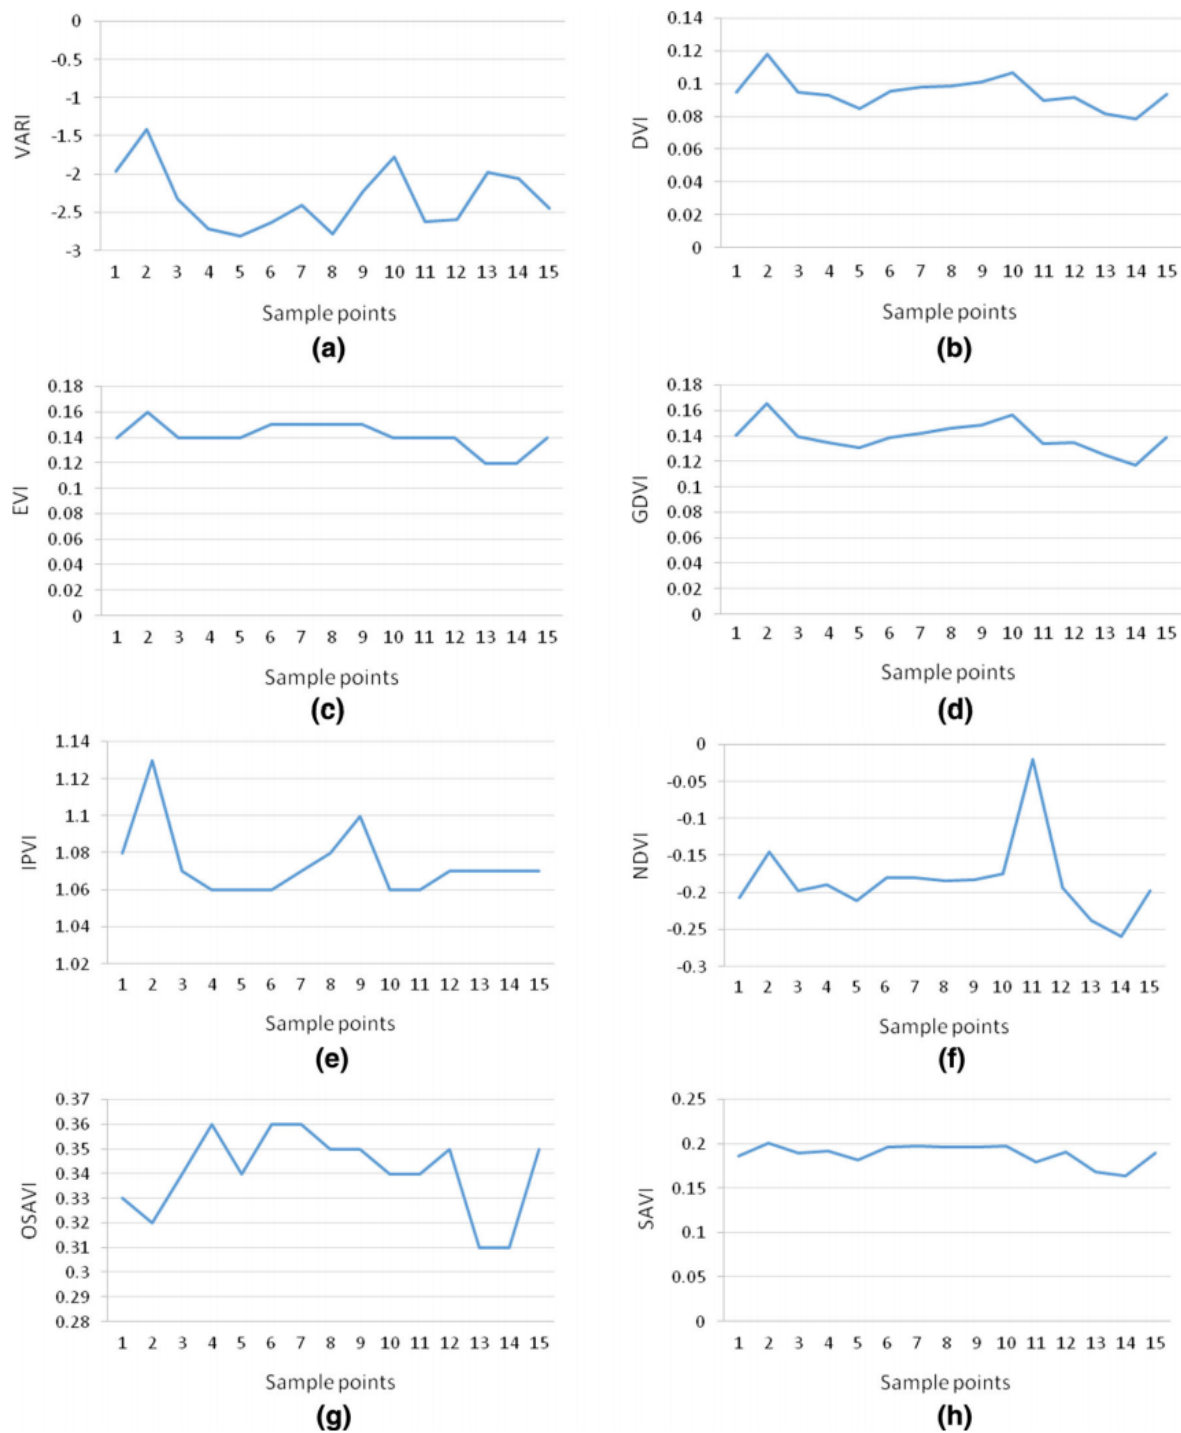 0
-0.5
-1
-1.5
-2
-2.5
-3
VARI
1 2 3 4 5 6 7 8 9 10 11 12 13 14 15
Sample points
(a)
0.14
0.12
0.1
0.08
0.06
0.04
0.02
0
DVI
1 2 3 4 5 6 7 8 9 10 11 12 13 14 15
Sample points
(b)
0.18
0.16
0.14
0.12
0.1
0.08
0.06
0.04
0.02
0
EVI
1 2 3 4 5 6 7 8 9 10 11 12 13 14 15
Sample points
(c)
0.18
0.16
0.14
0.12
0.1
0.08
0.06
0.04
0.02
0
GDVI
1 2 3 4 5 6 7 8 9 10 11 12 13 14 15
Sample points
(d)
1.14
1.12
1.1
1.08
1.06
1.04
1.02
IPVI
1 2 3 4 5 6 7 8 9 10 11 12 13 14 15
Sample points
(e)
0
-0.05
-0.1
-0.15
-0.2
-0.25
-0.3
NDVI
1 2 3 4 5 6 7 8 9 10 11 12 13 14 15
Sample points
(f)
0.37
0.36
0.35
0.34
0.33
0.32
0.31
0.3
0.29
0.28
OSAVI
1 2 3 4 5 6 7 8 9 10 11 12 13 14 15
Sample points
(g)
0.25
0.2
0.15
0.1
0.05
0
SAVI
1 2 3 4 5 6 7 8 9 10 11 12 13 14 15
Sample points
(h)